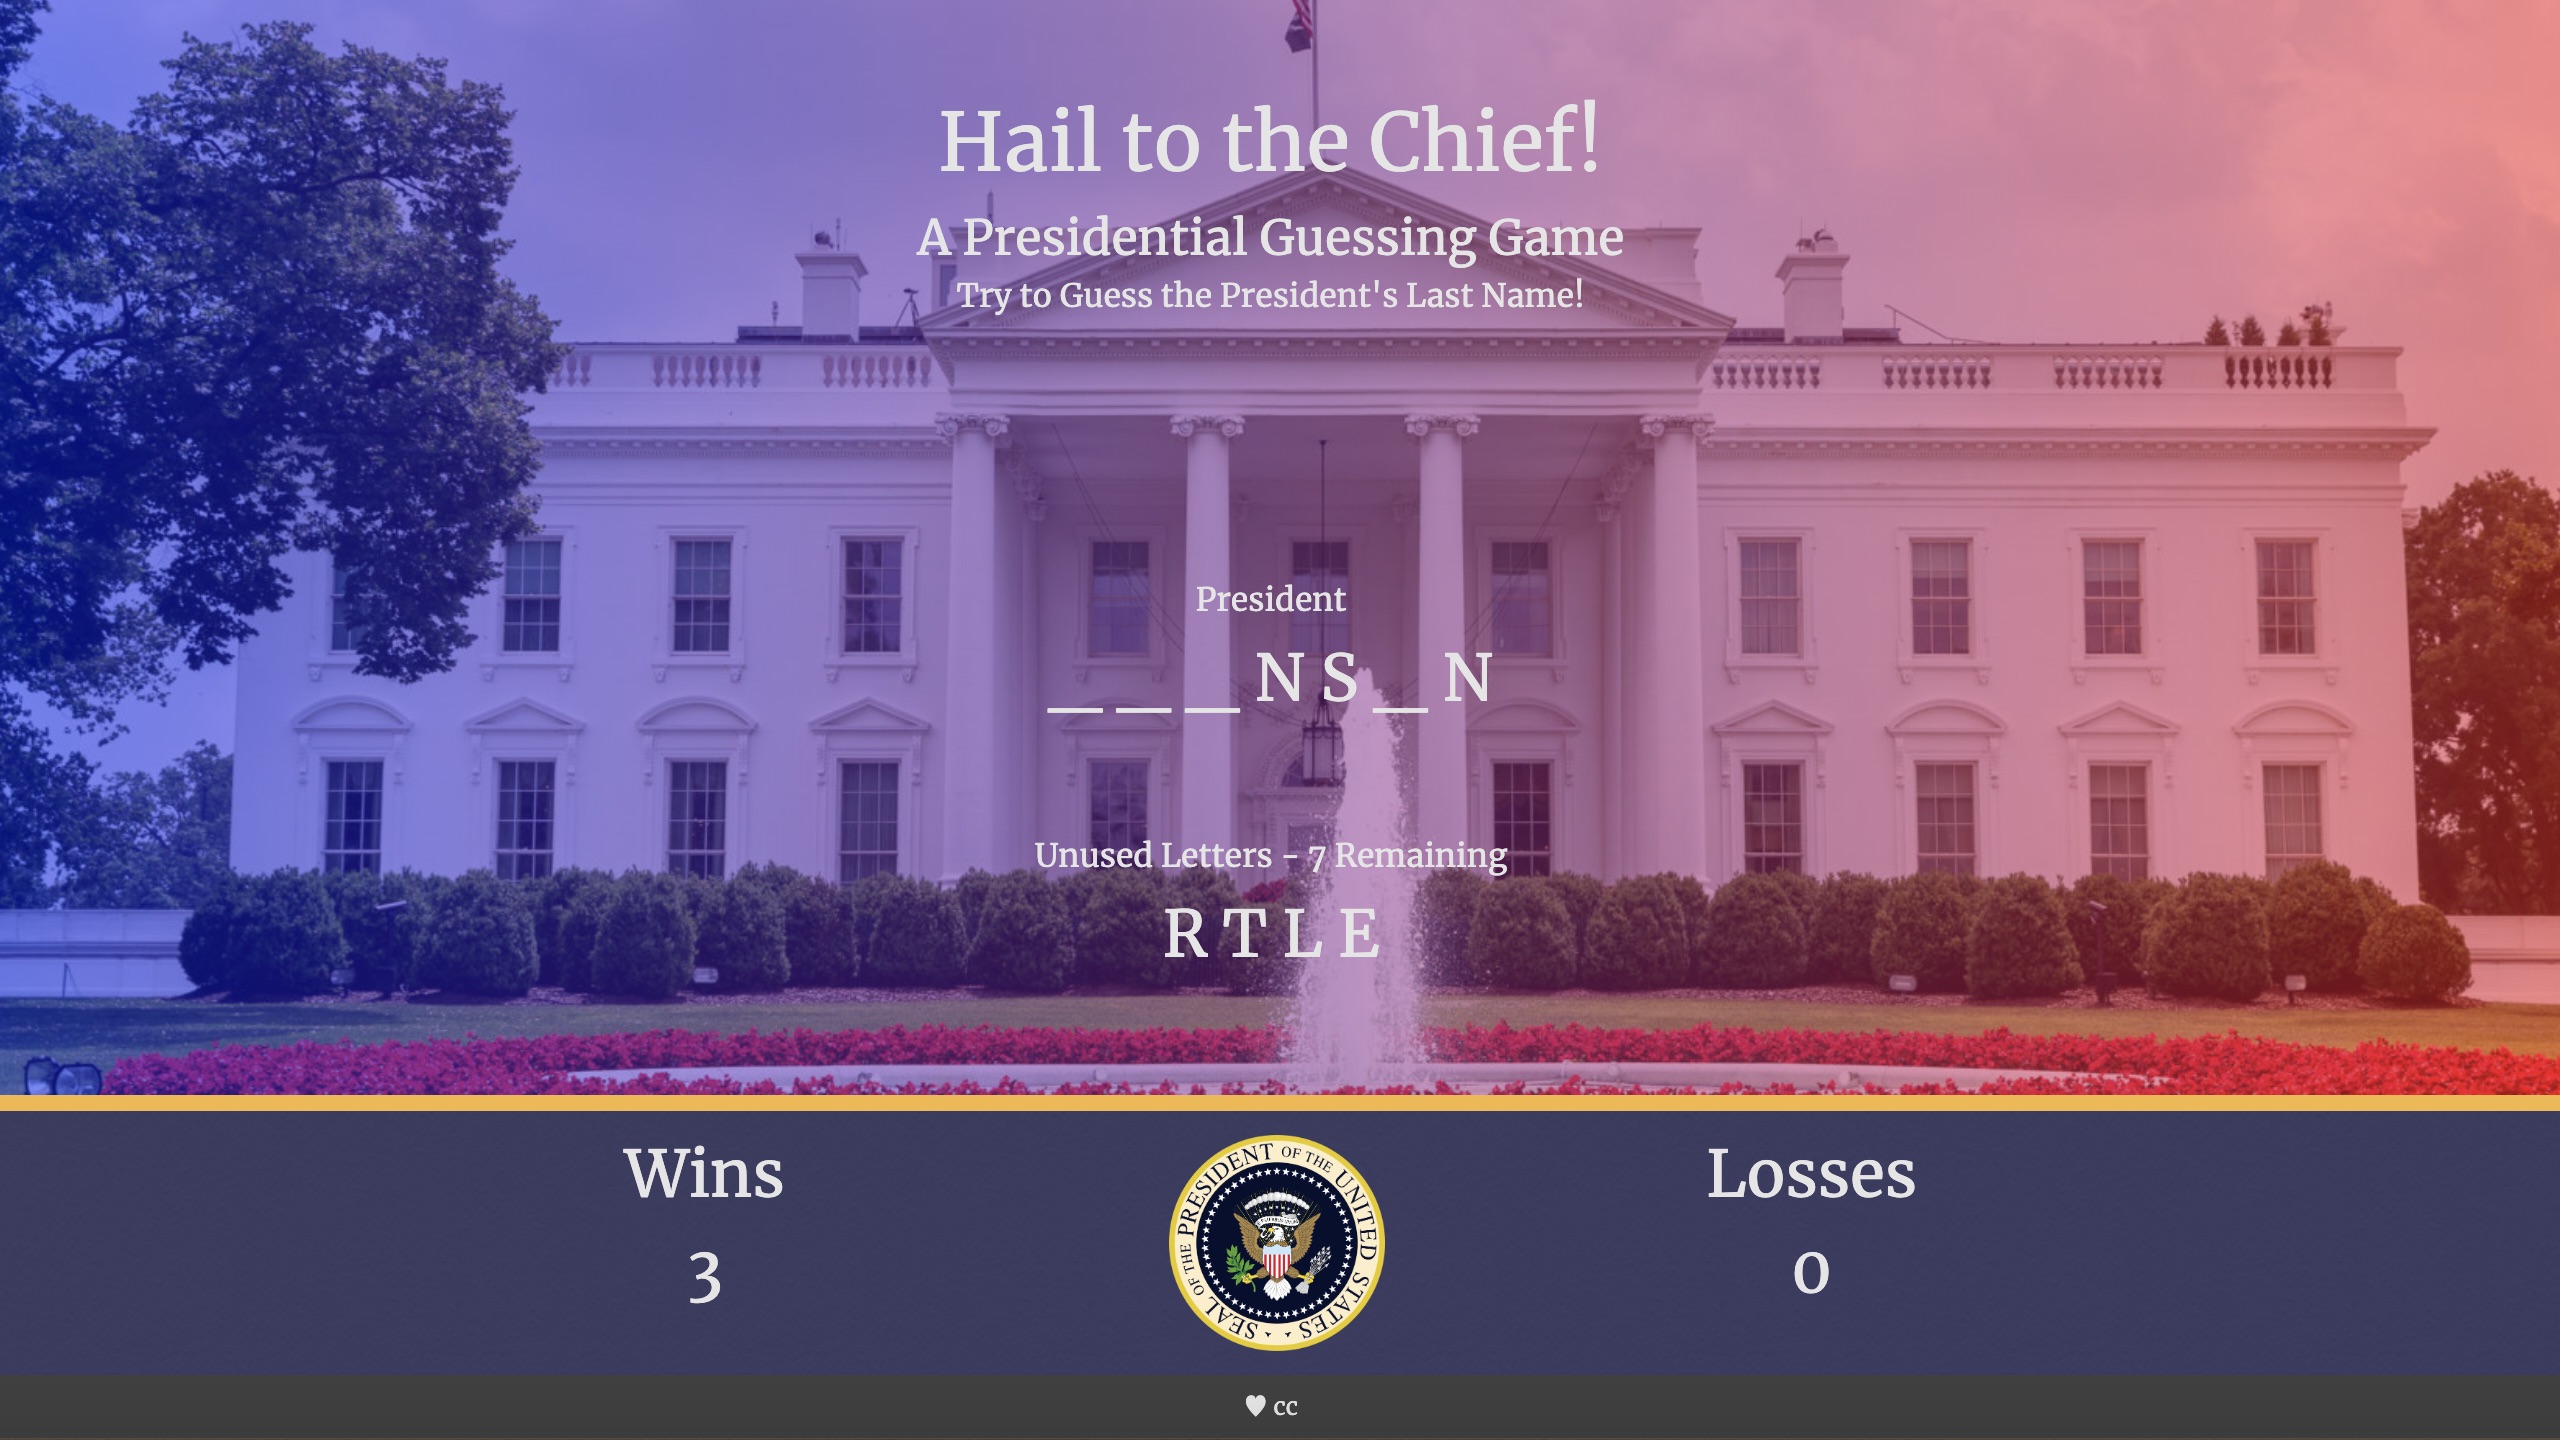 Hail to the Chief!
A Presidential Guessing Game
Try to Guess the President's Last Name!
President
_ _ _ N S _ N
Unused Letters - 7 Remaining
R T L E
Wins
Losses
3
0
SEAL OF THE PRESIDENT OF THE UNITED STATES
♥ cc